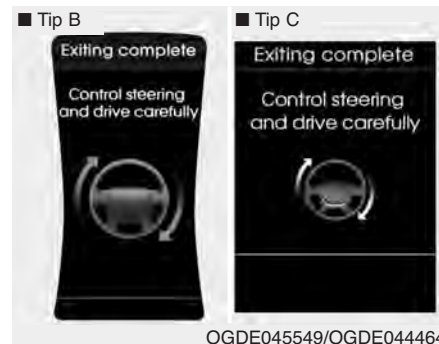 ■ Tip B
Exiting complete
Control steering
and drive carefully
■ Tip C
Exiting complete
Control steering
and drive carefully
OGDE045549/OGDE044464